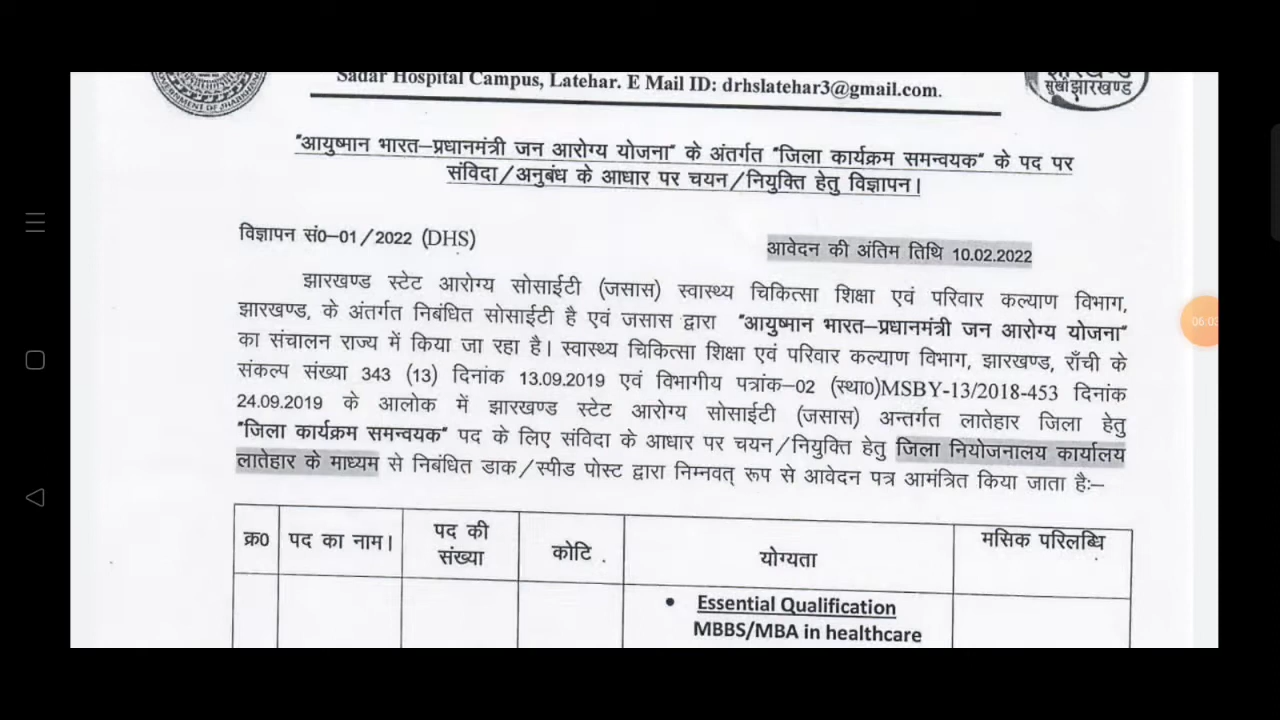 GOVERNMENT OF JHARKHAND
Sadar Hospital Campus, Latehar. E Mail ID: drhslatehar3@gmail.com.
झारखण्ड
सुखी झारखण्ड
"आयुष्मान भारत–प्रधानमंत्री जन आरोग्य योजना" के अंतर्गत "जिला कार्यक्रम समन्वयक" के पद पर
संविदा/अनुबंध के आधार पर चयन/नियुक्ति हेतु विज्ञापन।
विज्ञापन सं0–01/2022 (DHS)
आवेदन की अंतिम तिथि 10.02.2022
झारखण्ड स्टेट आरोग्य सोसाईटी (जसास) स्वास्थ्य चिकित्सा शिक्षा एवं परिवार कल्याण विभाग,
झारखण्ड, के अंतर्गत निबंधित सोसाईटी है एवं जसास द्वारा "आयुष्मान भारत–प्रधानमंत्री जन आरोग्य योजना"
का संचालन राज्य में किया जा रहा है। स्वास्थ्य चिकित्सा शिक्षा एवं परिवार कल्याण विभाग, झारखण्ड, राँची के
संकल्प संख्या 343 (13) दिनांक 13.09.2019 एवं विभागीय पत्रांक–02 (स्था0)MSBY-13/2018-453 दिनांक
24.09.2019 के आलोक में झारखण्ड स्टेट आरोग्य सोसाईटी (जसास) अन्तर्गत लातेहार जिला हेतु
"जिला कार्यक्रम समन्वयक" पद के लिए संविदा के आधार पर चयन/नियुक्ति हेतु जिला नियोजनालय कार्यालय
लातेहार के माध्यम से निबंधित डाक/स्पीड पोस्ट द्वारा निम्नवत् रूप से आवेदन पत्र आमंत्रित किया जाता है:–
क्र0 पद का नाम। पद की संख्या कोटि . योग्यता मसिक परिलब्धि
• Essential Qualification
MBBS/MBA in healthcare
06:03